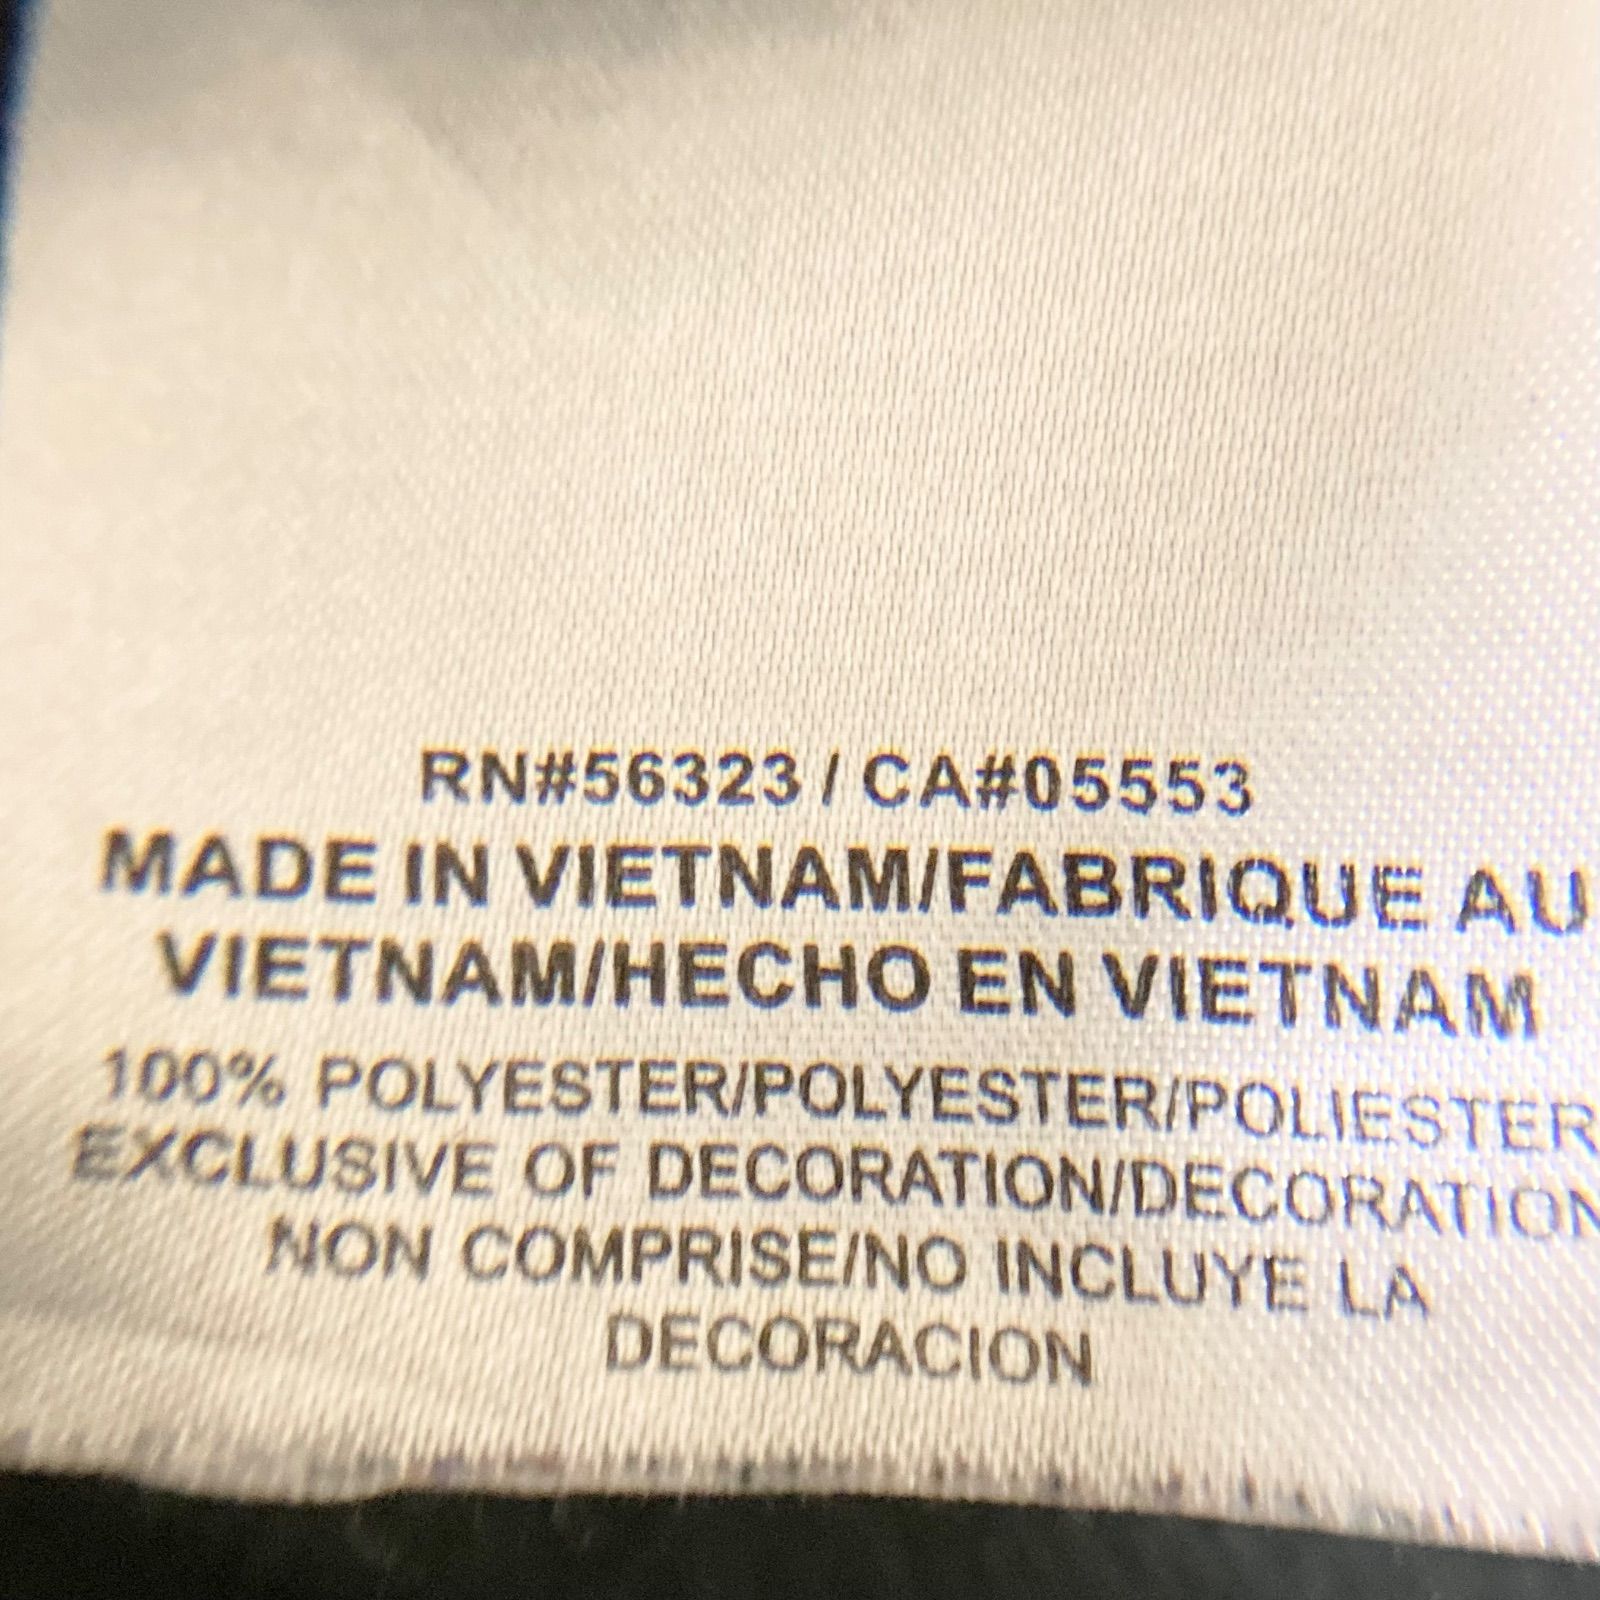 RN#56323 / CA#05553
MADE IN VIETNAM/FABRIQUE AU
VIETNAM/HECHO EN VIETNAM
100% POLYESTER/POLYESTER/POLIESTER
EXCLUSIVE OF DECORATION/DECORATION
NON COMPRISE/NO INCLUYE LA
DECORACION